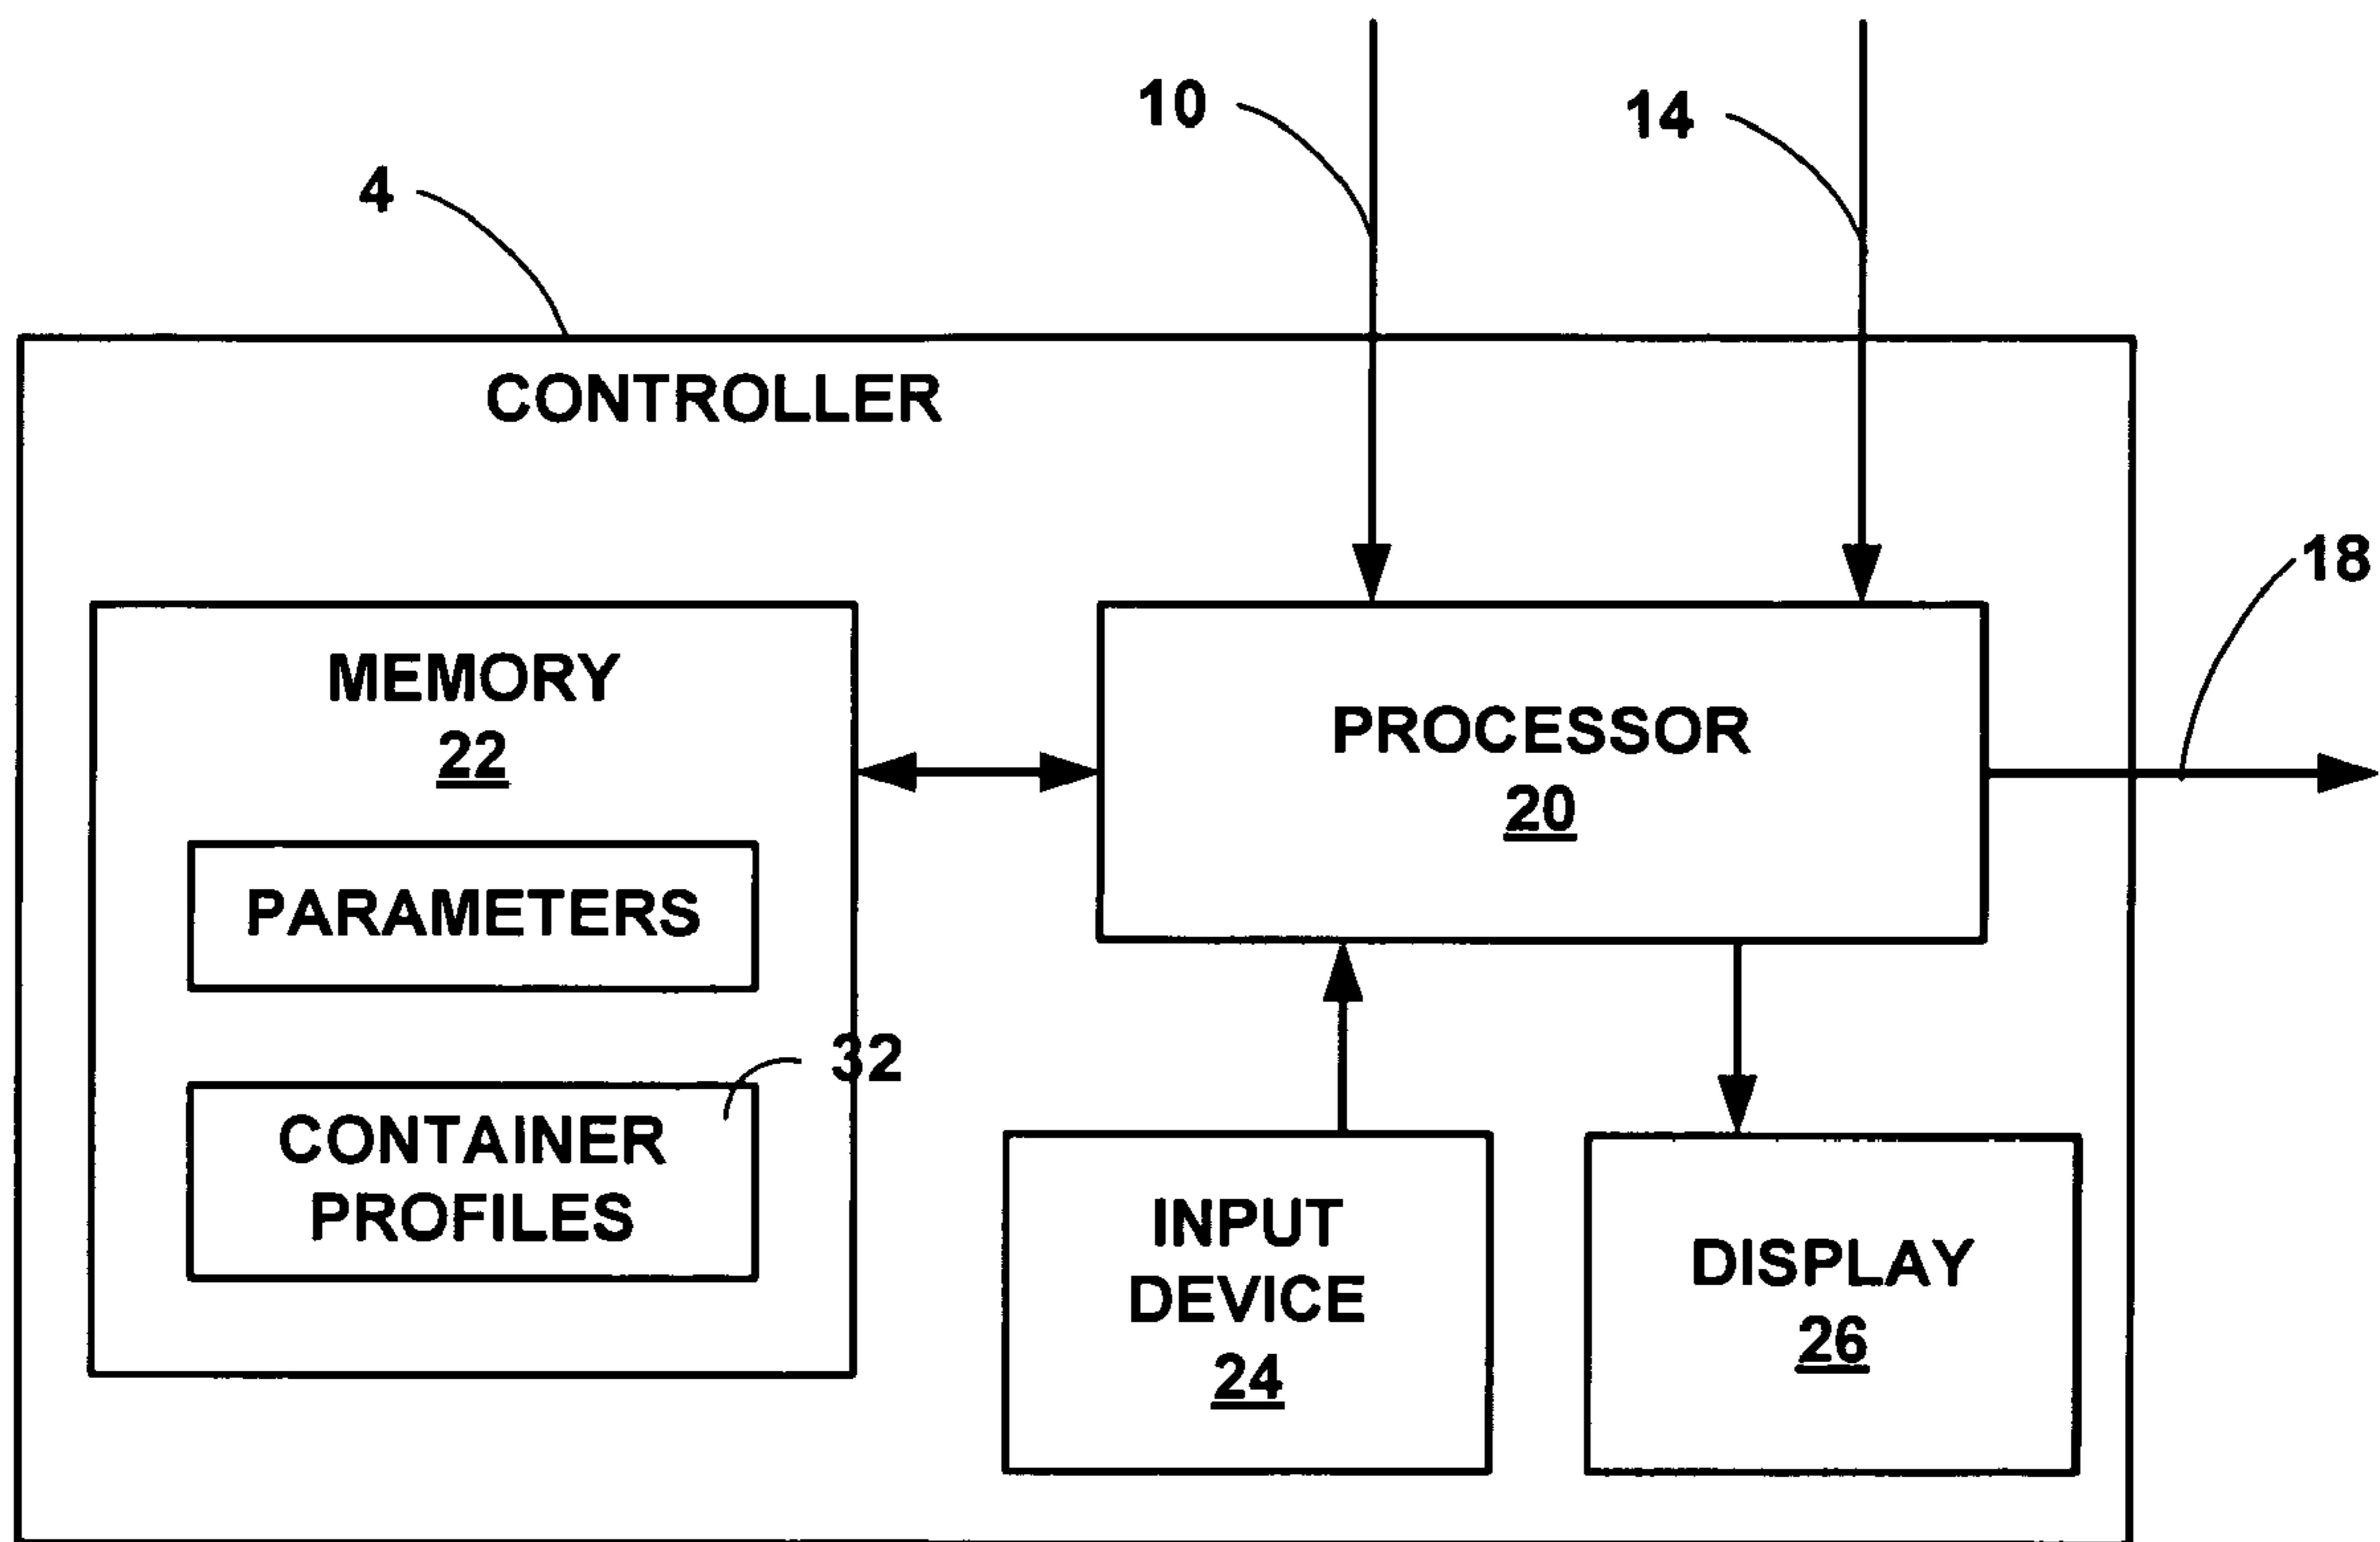 10
14
4
CONTROLLER
18
MEMORY
22
PROCESSOR
20
PARAMETERS
32
CONTAINER
PROFILES
INPUT
DEVICE
24
DISPLAY
26